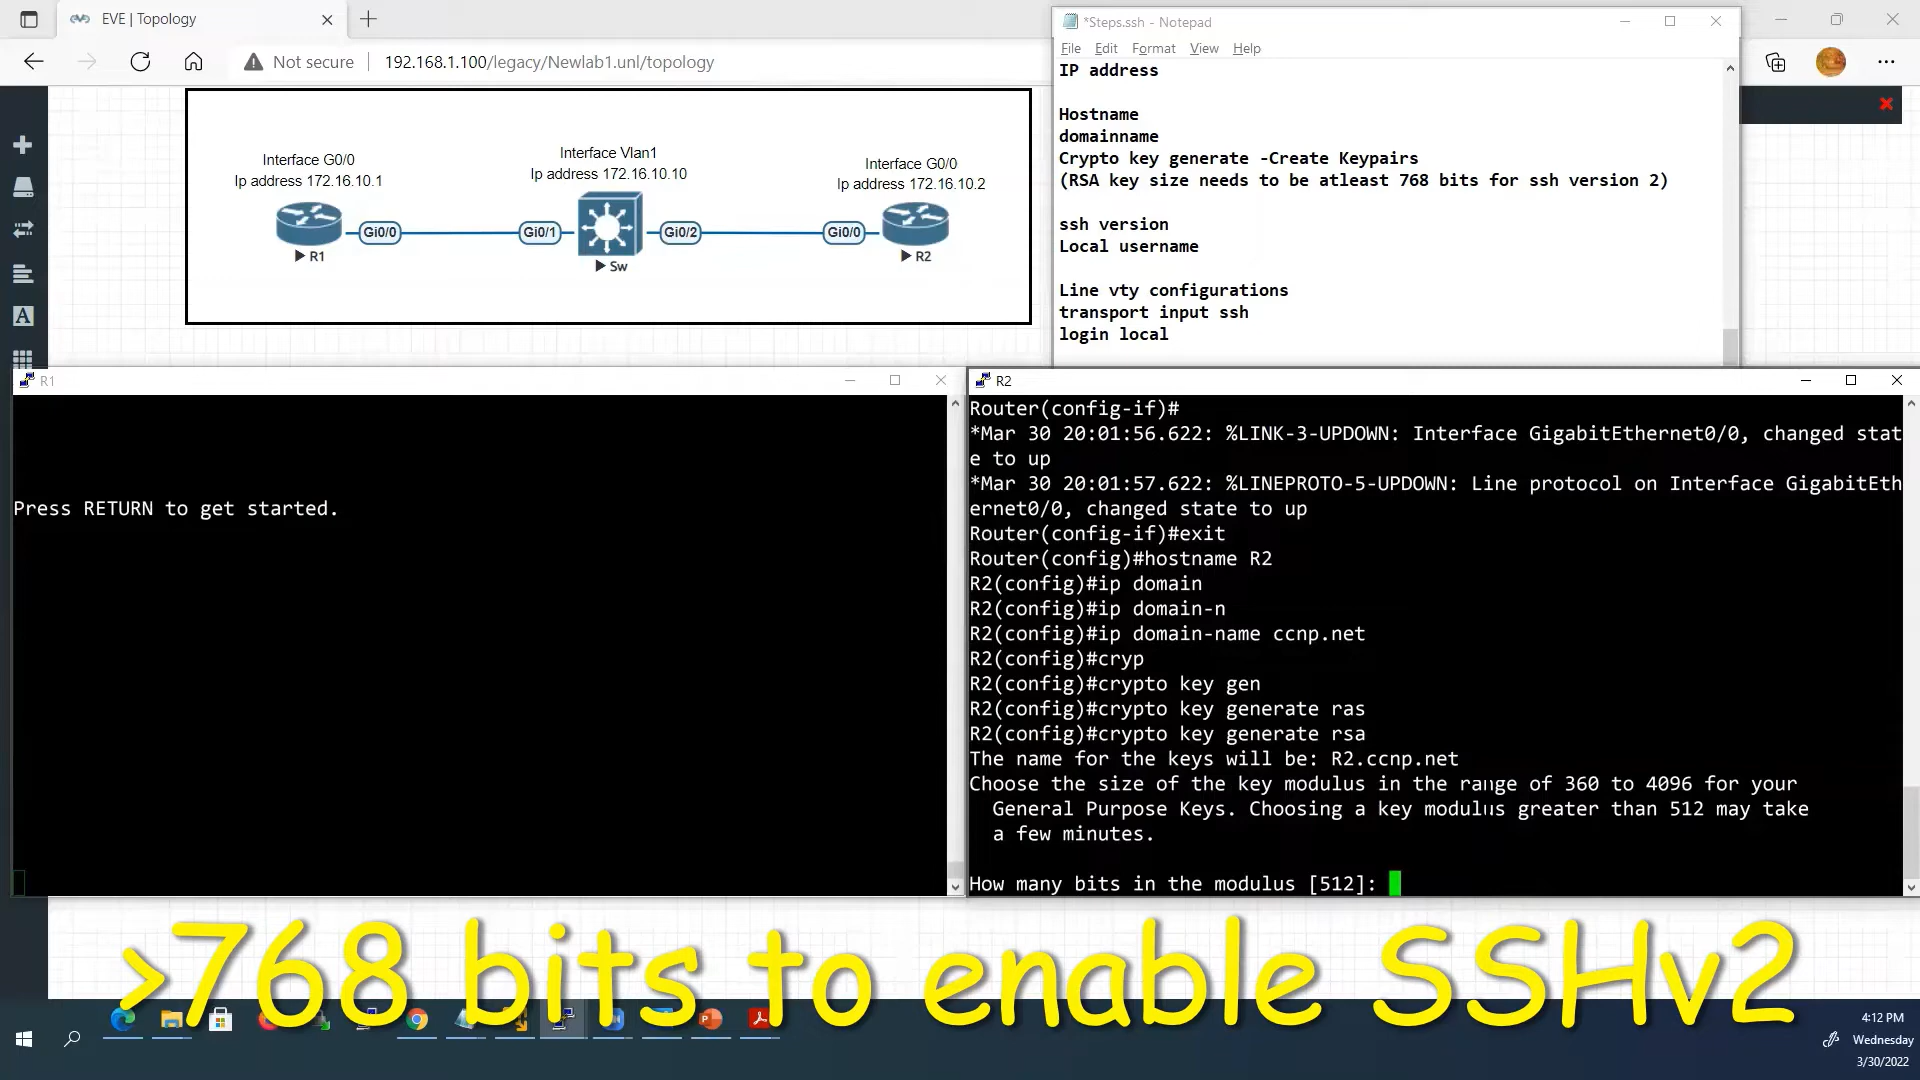 EVE | Topology
Not secure
192.168.1.100/legacy/Newlab1.unl/topology
*Steps.ssh - Notepad
File Edit Format View Help
IP address
Hostname
domainname
Crypto key generate -Create Keypairs
(RSA key size needs to be atleast 768 bits for ssh version 2)
ssh version
Local username
Line vty configurations
transport input ssh
login local
Interface G0/0
Ip address 172.16.10.1
Gi0/0
R1
Interface Vlan1
Ip address 172.16.10.10
Gi0/1
Gi0/2
Sw
Interface G0/0
Ip address 172.16.10.2
Gi0/0
R2
A
R1
Press RETURN to get started.
R2
Router(config-if)#
*Mar 30 20:01:56.622: %LINK-3-UPDOWN: Interface GigabitEthernet0/0, changed stat
e to up
*Mar 30 20:01:57.622: %LINEPROTO-5-UPDOWN: Line protocol on Interface GigabitEth
ernet0/0, changed state to up
Router(config-if)#exit
Router(config)#hostname R2
R2(config)#ip domain
R2(config)#ip domain-n
R2(config)#ip domain-name ccnp.net
R2(config)#cryp
R2(config)#crypto key gen
R2(config)#crypto key generate ras
R2(config)#crypto key generate rsa
The name for the keys will be: R2.ccnp.net
Choose the size of the key modulus in the range of 360 to 4096 for your
General Purpose Keys. Choosing a key modulus greater than 512 may take
a few minutes.
How many bits in the modulus [512]:
>768 bits to enable SSHv2
4:12 PM
Wednesday
3/30/2022